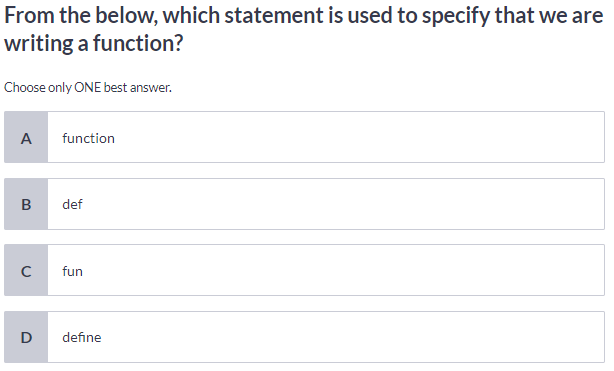 From the below, which statement is used to specify that we are
writing a function?
Choose only ONE best answer.
A function
B def
C fun
D define